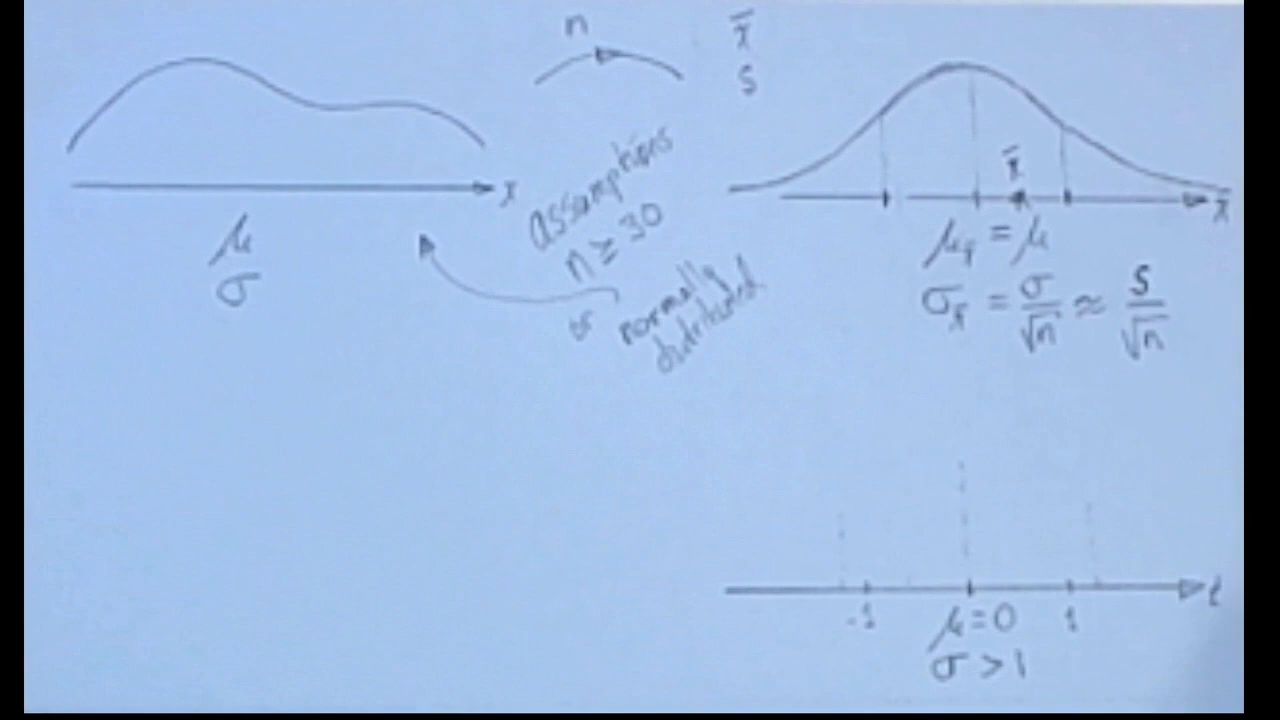 n
x̄
s
x
μ
σ
assumptions
n ≥ 30
or normally
distributed
x̄
x̄
μx̄ = μ
σx̄ = σ/√n ≈ s/√n
t
-1
μ=0
1
σ > 1